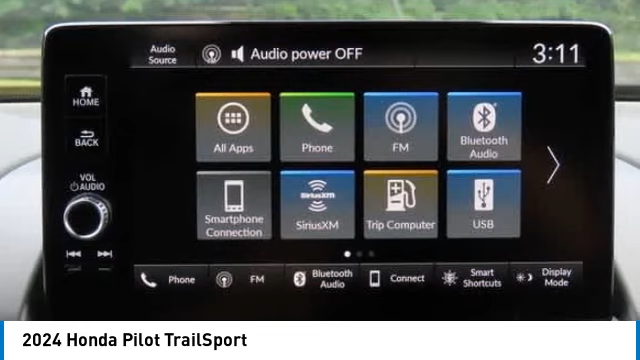 Audio
Source
Audio power OFF
3:11
HOME
BACK
VOL
AUDIO
All Apps
Phone
FM
Bluetooth
Audio
Smartphone
Connection
SiriusXM
SiriusXM
Trip Computer
USB
Phone
FM
Bluetooth
Audio
Connect
Smart
Shortcuts
Display
Mode
2024 Honda Pilot TrailSport